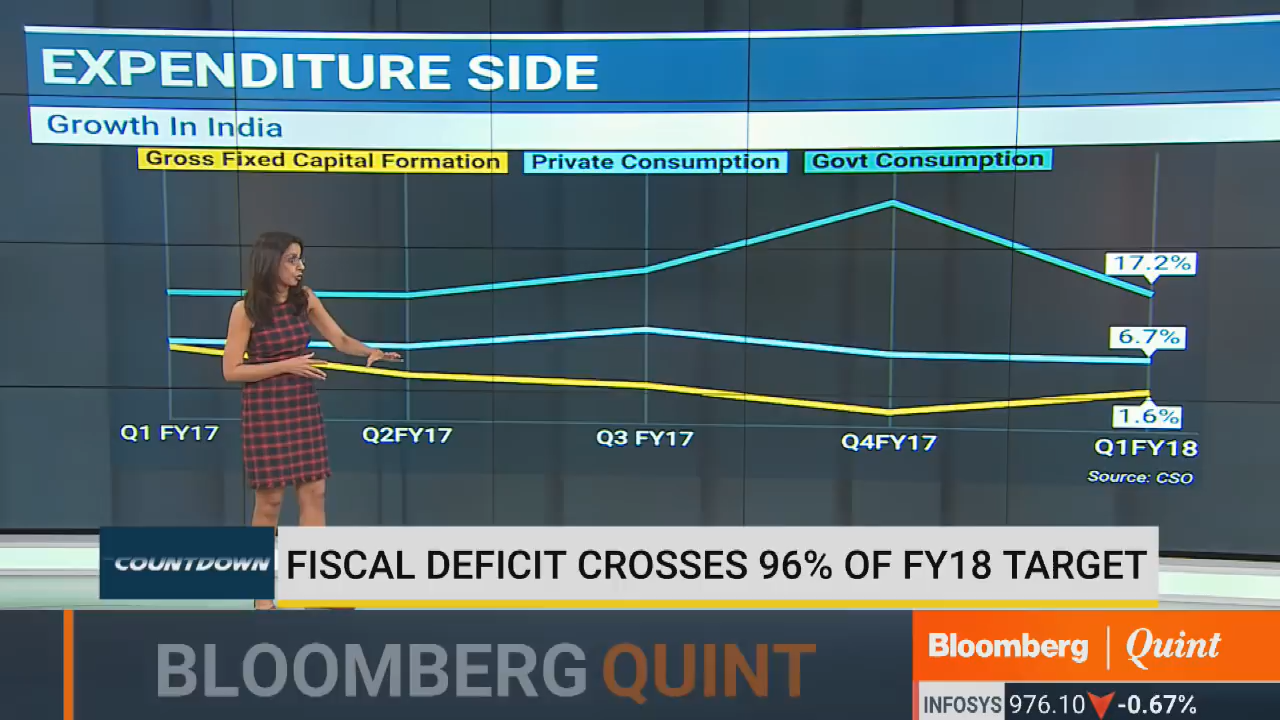 EXPENDITURE SIDE
Growth In India
Gross Fixed Capital Formation Private Consumption Govt Consumption
17.2%
6.7%
1.6%
Q1 FY17 Q2FY17 Q3 FY17 Q4FY17 Q1FY18
Source: CSO
COUNTDOWN FISCAL DEFICIT CROSSES 96% OF FY18 TARGET
BLOOMBERG QUINT
Bloomberg | Quint
INFOSYS 976.10 -0.67%